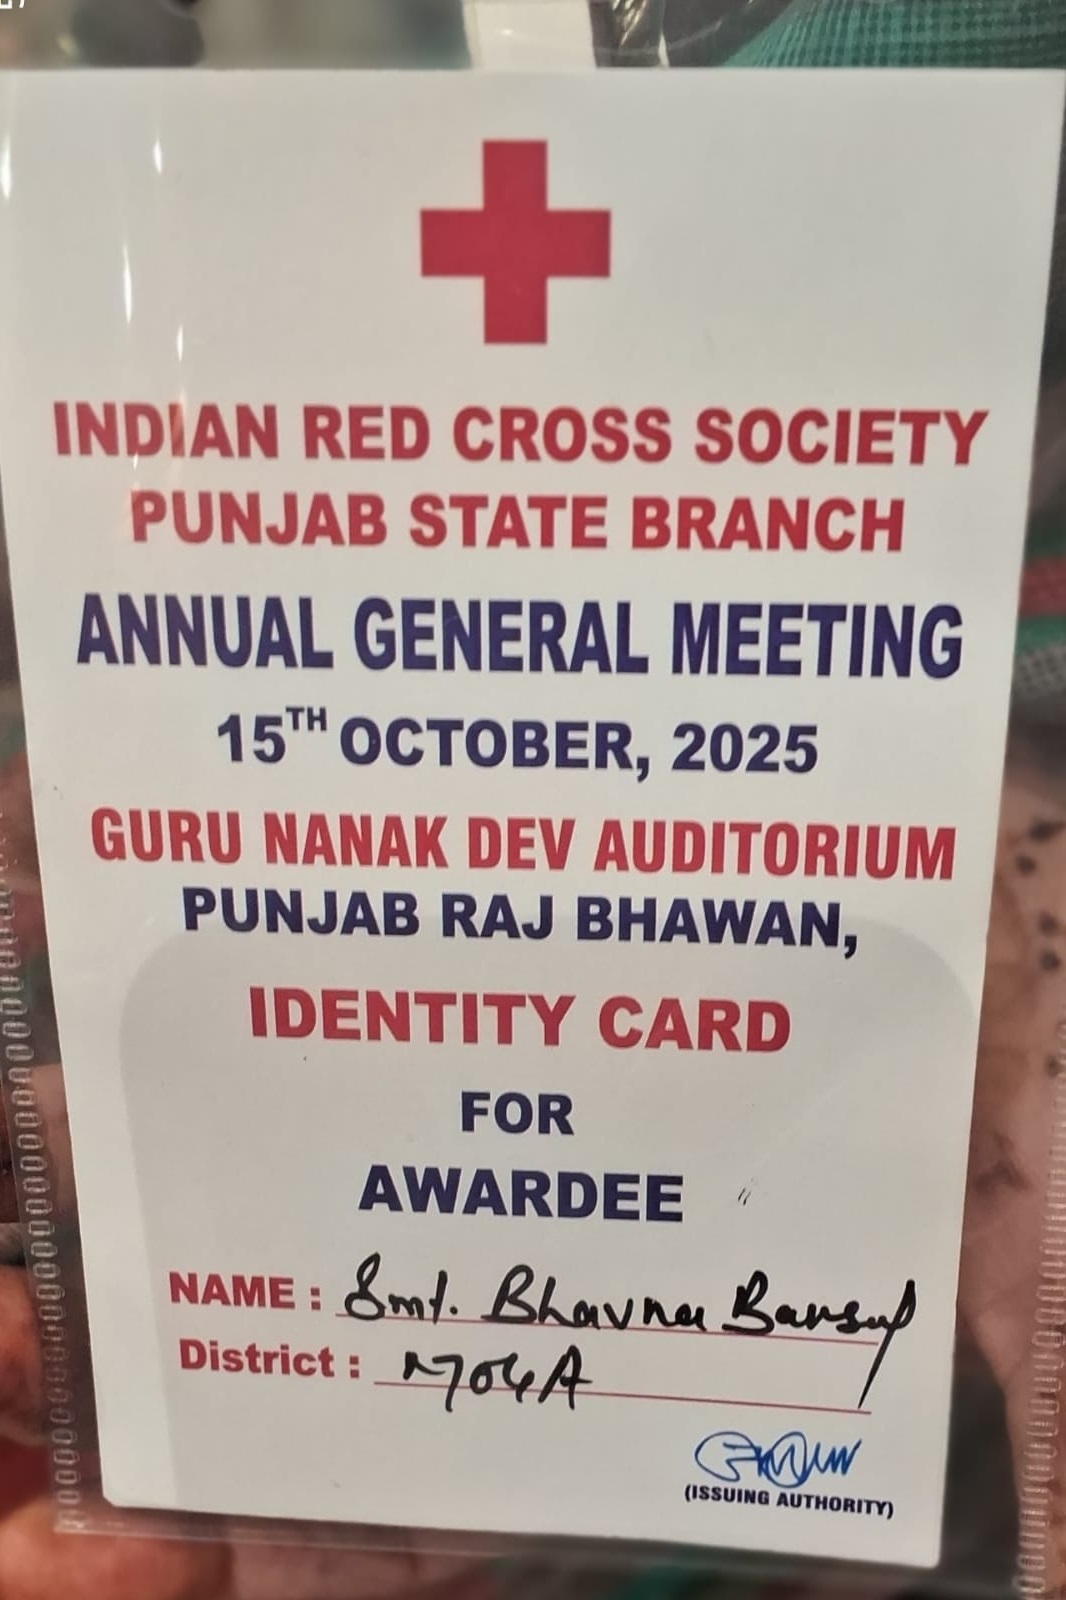 INDIAN RED CROSS SOCIETY
PUNJAB STATE BRANCH
ANNUAL GENERAL MEETING
15TH OCTOBER, 2025
GURU NANAK DEV AUDITORIUM
PUNJAB RAJ BHAWAN,
IDENTITY CARD
FOR
AWARDEE
NAME : Smt. Bhavna Bansal
District : MOGA
(ISSUING AUTHORITY)